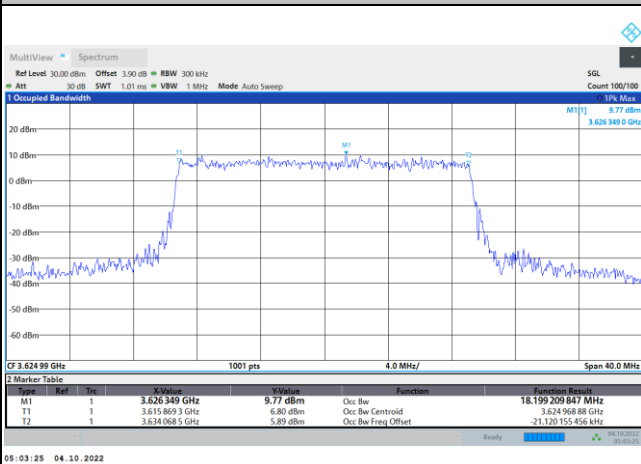 MultiView Spectrum
Ref Level 30.00 dBm Offset 3.90 dB RBW 300 kHz SGL
Att 30 dB SWT 1.01 ms VBW 1 MHz Mode Auto Sweep Count 100/100
1 Occupied Bandwidth 1Pk Max
M1[1] 9.77 dBm
3.626 349 0 GHz
20 dBm
M1
T1 T2
10 dBm
0 dBm
-10 dBm
-20 dBm
-30 dBm
-40 dBm
-50 dBm
-60 dBm
CF 3.624 99 GHz 1001 pts 4.0 MHz/ Span 40.0 MHz
2 Marker Table
Type Ref Trc X-Value Y-Value Function Function Result
M1 1 3.626 349 GHz 9.77 dBm Occ Bw 18.199 209 847 MHz
T1 1 3.615 869 3 GHz 6.80 dBm Occ Bw Centroid 3.624 968 88 GHz
T2 1 3.634 068 5 GHz 5.89 dBm Occ Bw Freq Offset -21.120 155 456 kHz
Ready 04.10.2022
05:03:25
05:03:25 04.10.2022